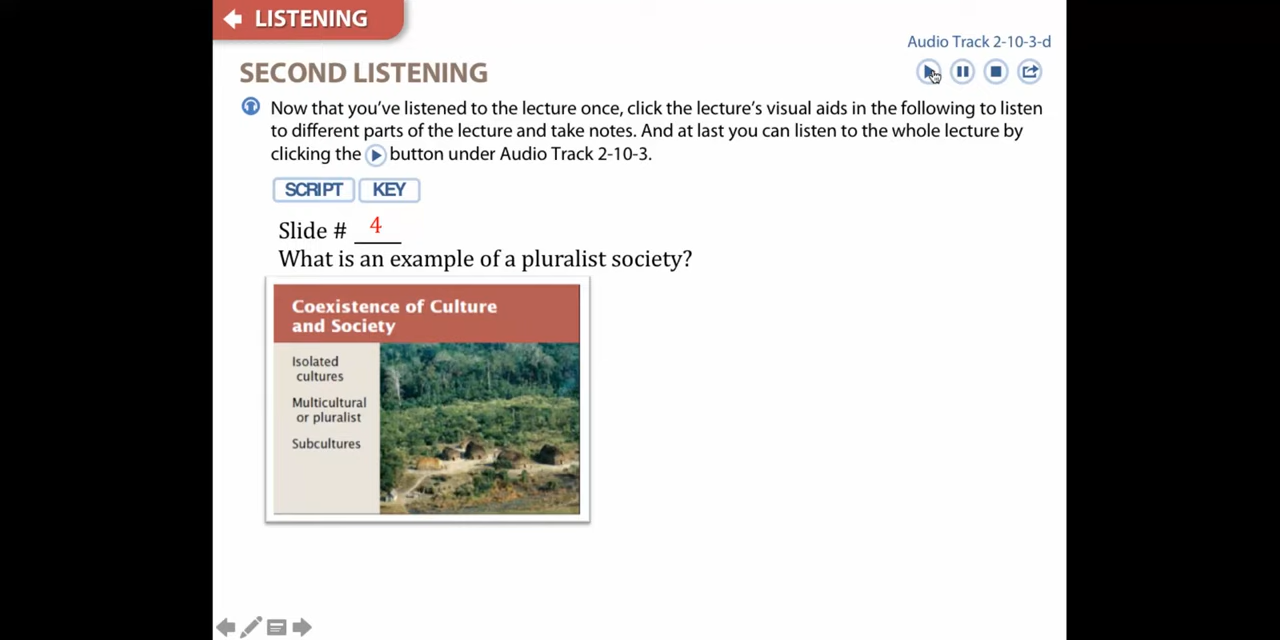 LISTENING
Audio Track 2-10-3-d
SECOND LISTENING
Now that you've listened to the lecture once, click the lecture's visual aids in the following to listen
to different parts of the lecture and take notes. And at last you can listen to the whole lecture by
clicking the button under Audio Track 2-10-3.
SCRIPT KEY
Slide # 4
What is an example of a pluralist society?
Coexistence of Culture
and Society
Isolated
cultures
Multicultural
or pluralist
Subcultures